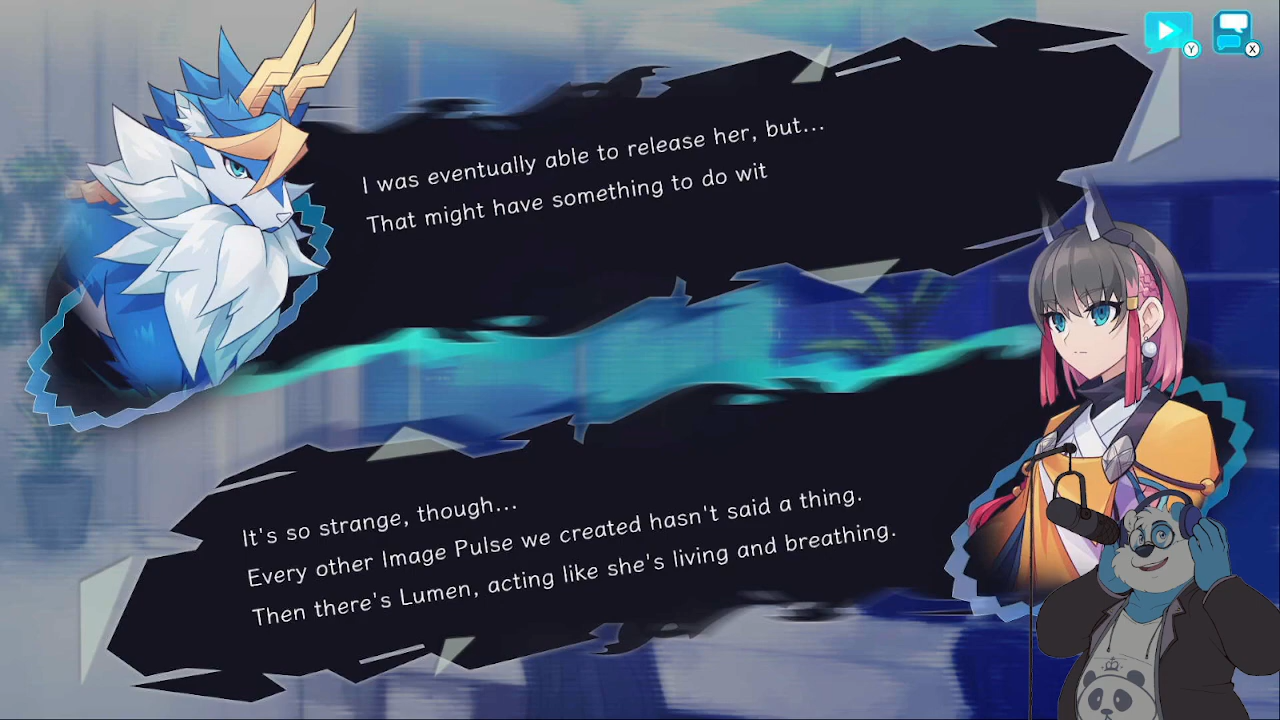 I was eventually able to release her, but...
That might have something to do wit
It's so strange, though...
Every other Image Pulse we created hasn't said a thing.
Then there's Lumen, acting like she's living and breathing.
Y
X